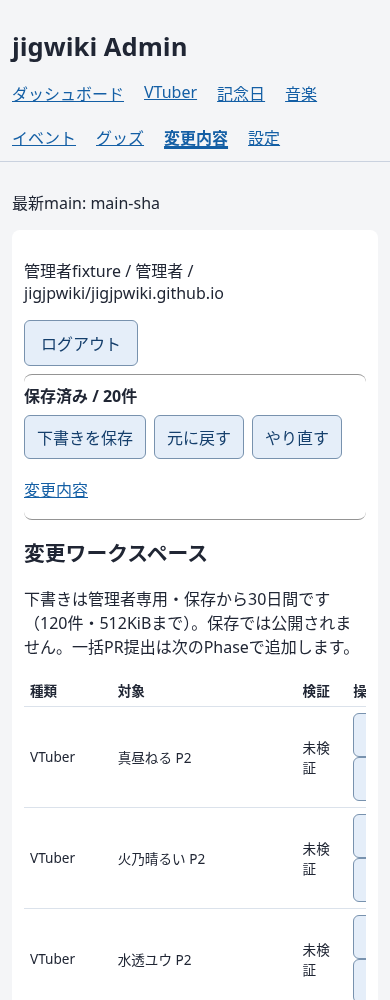 jigwiki Admin
ダッシュボード VTuber 記念日 音楽
イベント グッズ 変更内容 設定
最新main: main-sha
管理者fixture / 管理者 /
jigjpwiki/jigjpwiki.github.io
ログアウト
保存済み / 20件
下書きを保存 元に戻す やり直す
変更内容
変更ワークスペース
下書きは管理者専用・保存から30日間です
（120件・512KiBまで）。保存では公開されま
せん。一括PR提出は次のPhaseで追加します。
種類 対象 検証
VTuber 真昼ねる P2 未検
証
VTuber 火乃晴るい P2 未検
証
VTuber 水透ユウ P2 未検
証